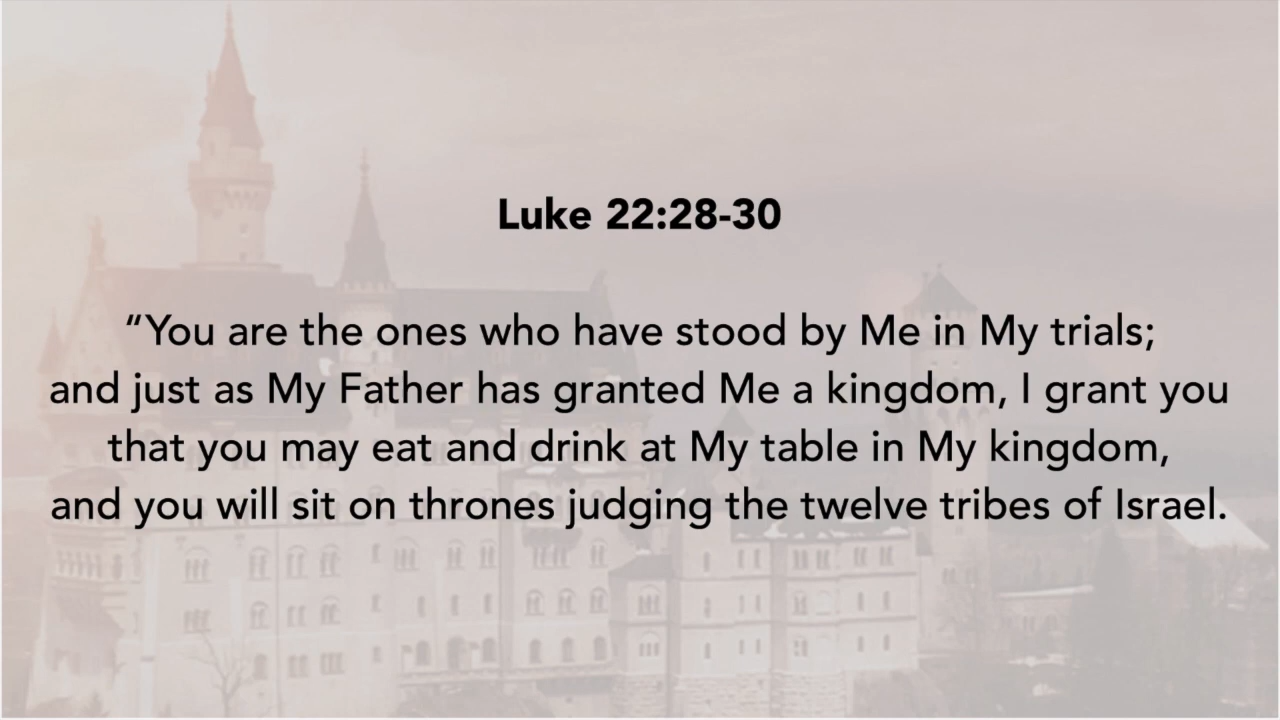 Luke 22:28-30
“You are the ones who have stood by Me in My trials;
and just as My Father has granted Me a kingdom, I grant you
that you may eat and drink at My table in My kingdom,
and you will sit on thrones judging the twelve tribes of Israel.